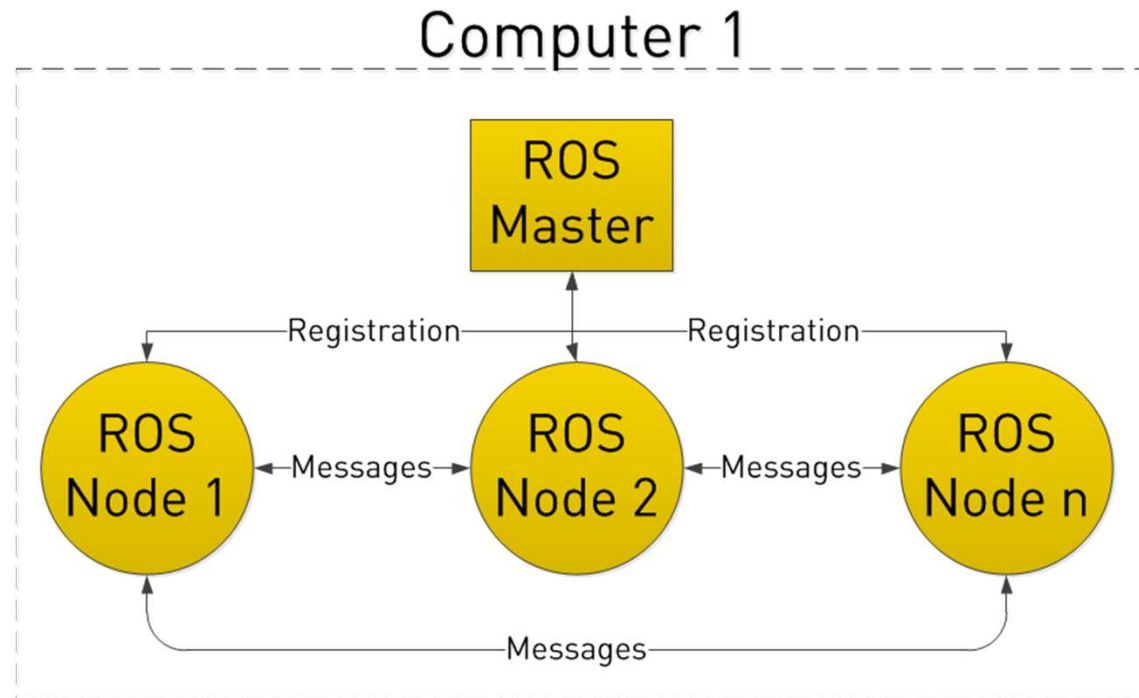 Computer 1
ROS
Master
Registration
Registration
ROS
Node 1
Messages
ROS
Node 2
Messages
ROS
Node n
Messages